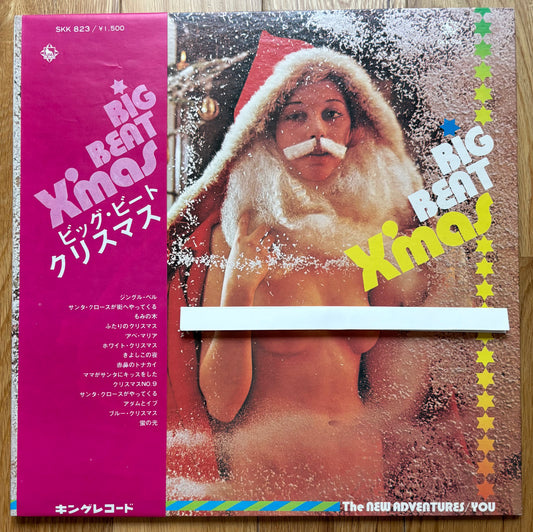 SKK 823 / ¥1,500
BIG
BEAT
X'mas
ビッグ・ビート
クリスマス
ジングル・ベル
サンタ・クロースが街へやってくる
もみの木
ふたりのクリスマス
アベ・マリア
ホワイト・クリスマス
きよしこの夜
赤鼻のトナカイ
ママがサンタにキッスをした
クリスマスNO.9
サンタ・クロースがやってくる
アダムとイブ
ブルー・クリスマス
蛍の光
キングレコード
BIG
BEAT
X'mas
The NEW ADVENTURES/YOU